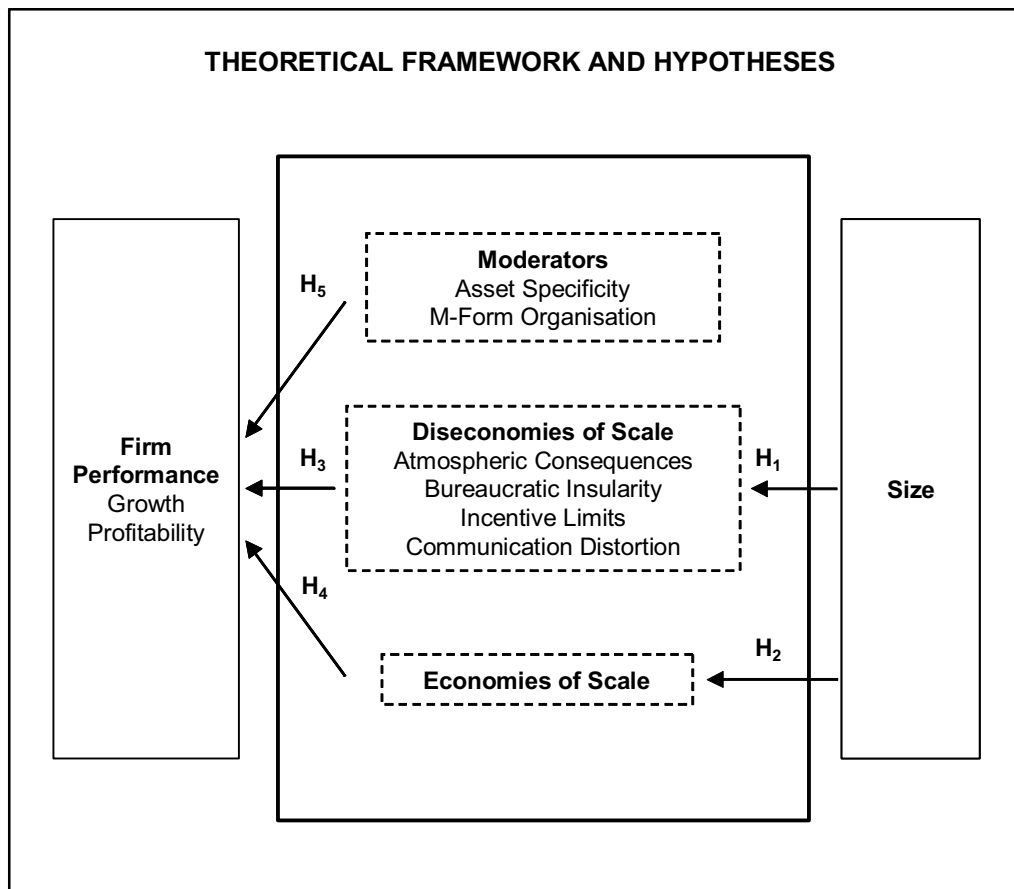 THEORETICAL FRAMEWORK AND HYPOTHESES
Moderators
Asset Specificity
M-Form Organisation
H5
Firm
Performance
Growth
Profitability
H3
Diseconomies of Scale
Atmospheric Consequences
Bureaucratic Insularity
Incentive Limits
Communication Distortion
H1
Size
H4
Economies of Scale
H2